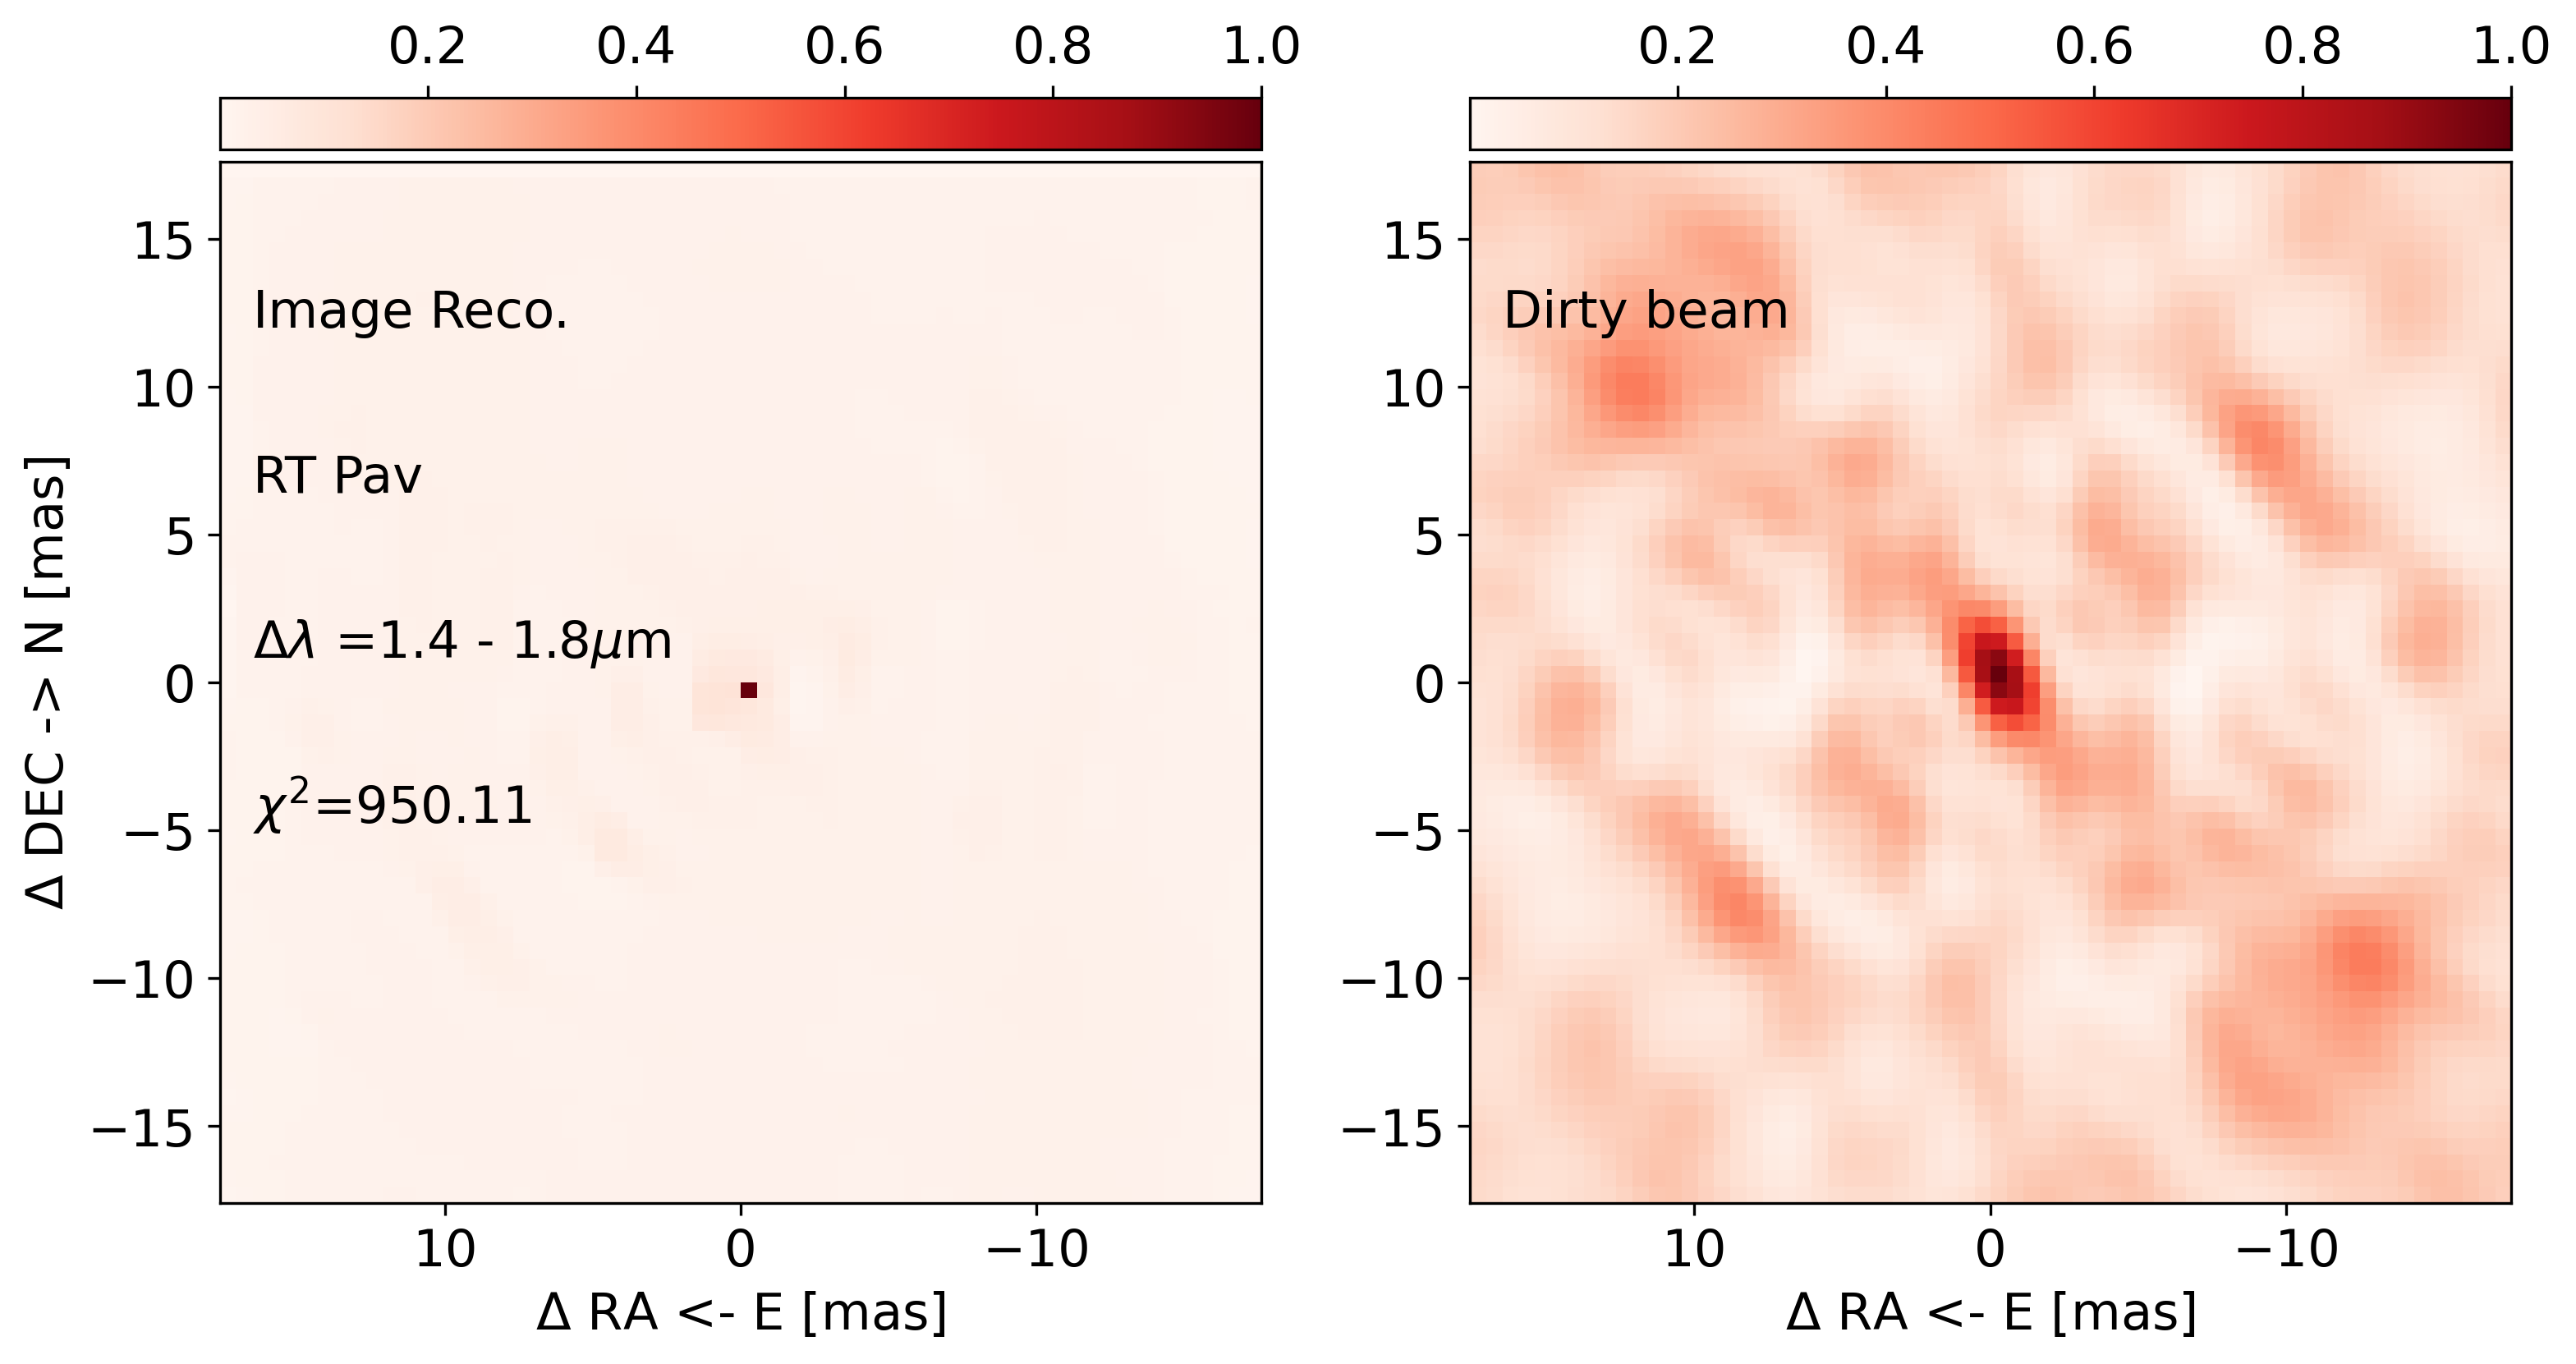 0.2 0.4 0.6 0.8 1.0
0.2 0.4 0.6 0.8 1.0
Δ DEC -> N [mas]
15
10
5
0
−5
−10
−15
Image Reco.
RT Pav
Δλ =1.4 - 1.8μm
χ²=950.11
10 0 −10
Δ RA <- E [mas]
15
10
5
0
−5
−10
−15
Dirty beam
10 0 −10
Δ RA <- E [mas]